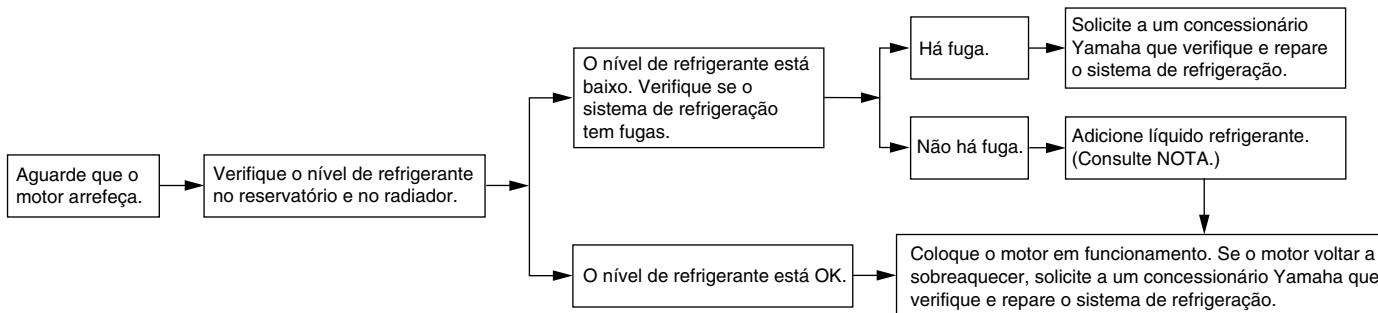 Aguarde que o
motor arrefeça.
Verifique o nível de refrigerante
no reservatório e no radiador.
O nível de refrigerante está
baixo. Verifique se o
sistema de refrigeração
tem fugas.
Há fuga.
Solicite a um concessionário
Yamaha que verifique e repare
o sistema de refrigeração.
Não há fuga.
Adicione líquido refrigerante.
(Consulte NOTA.)
O nível de refrigerante está OK.
Coloque o motor em funcionamento. Se o motor voltar a
sobreaquecer, solicite a um concessionário Yamaha que
verifique e repare o sistema de refrigeração.